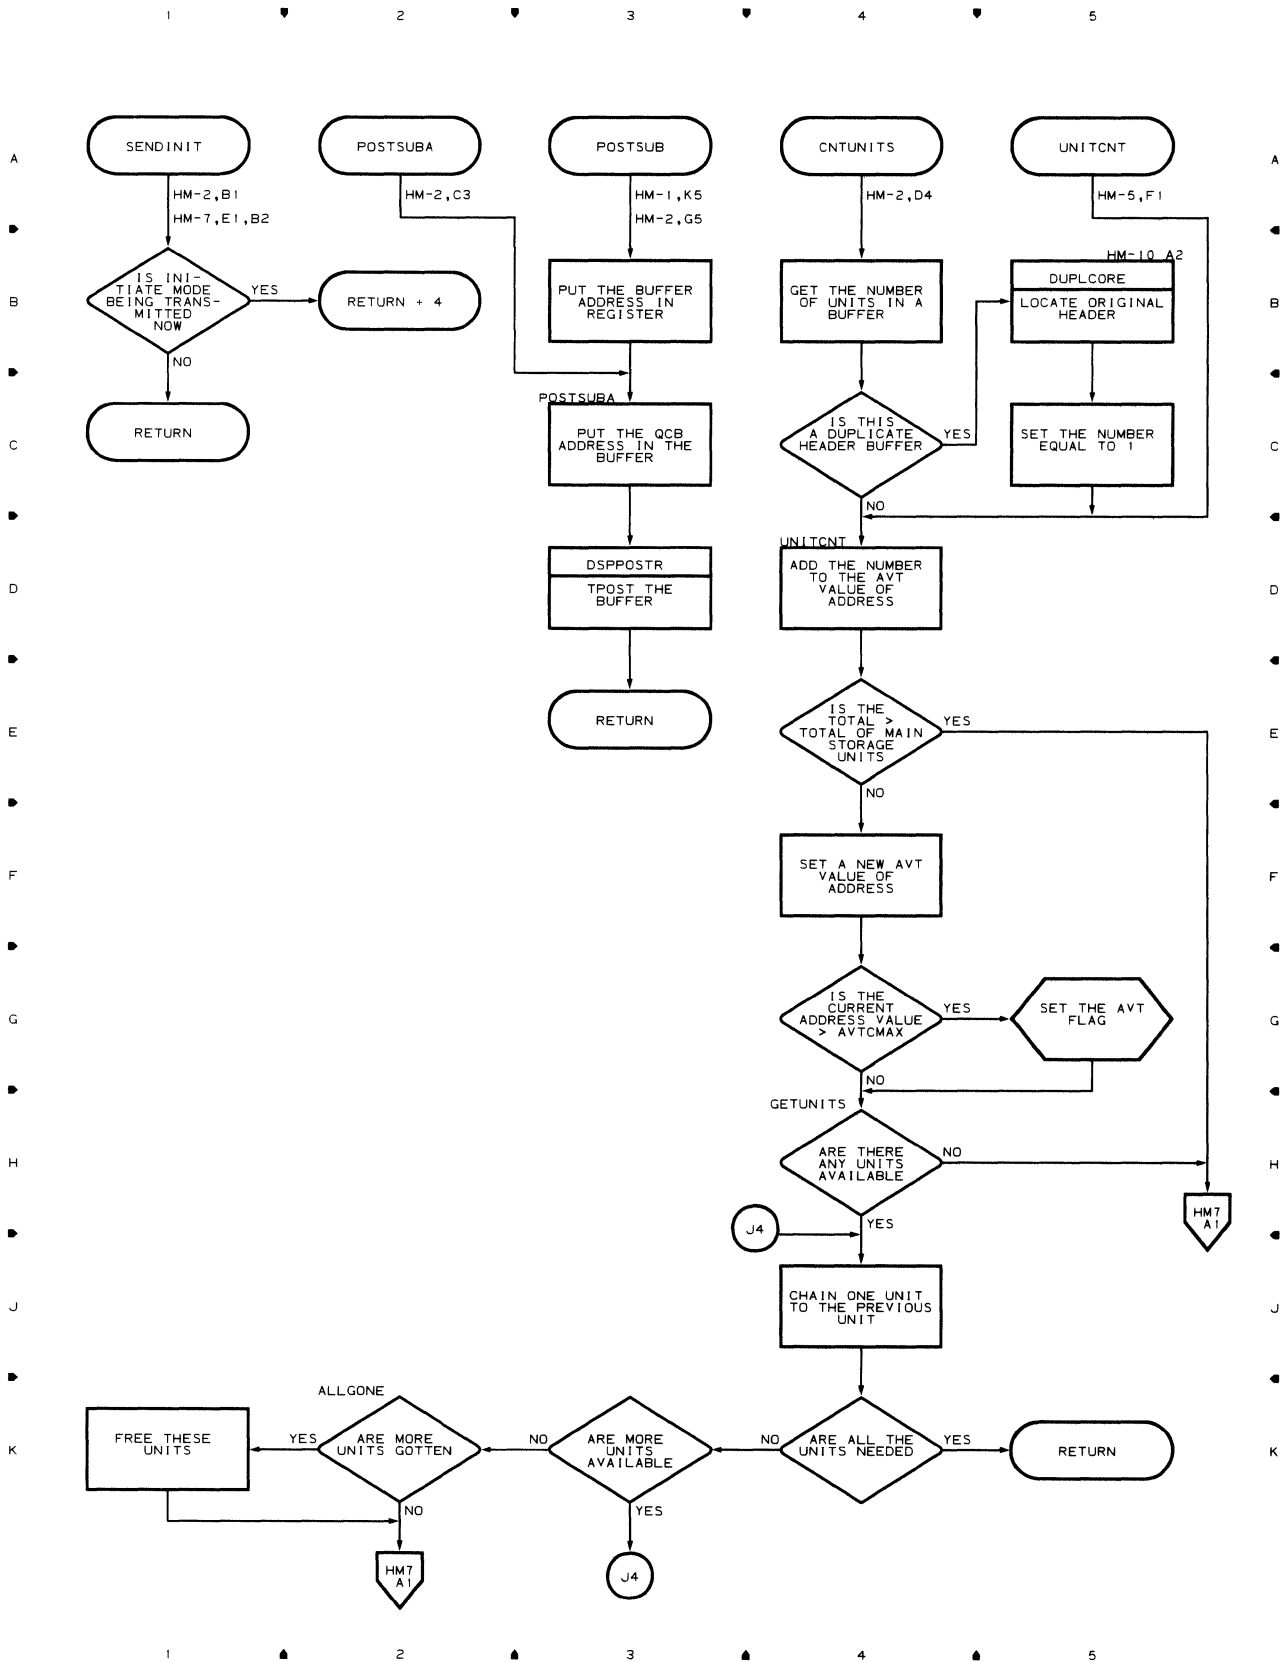 1 2 3 4 5
SENDINIT
POSTSUBA
POSTSUB
CNTUNITS
UNITCNT
A A
HM-2,B1
HM-7,E1,B2
HM-2,C3
HM-1,K5
HM-2,G5
HM-2,D4
HM-5,F1
IS INI-
TIATE MODE
BEING TRANS-
MITTED
NOW
YES
NO
RETURN + 4
PUT THE BUFFER
ADDRESS IN
REGISTER
GET THE NUMBER
OF UNITS IN A
BUFFER
HM-10 A2
DUPLCORE
LOCATE ORIGINAL
HEADER
B B
RETURN
POSTSUBA
PUT THE QCB
ADDRESS IN THE
BUFFER
IS THIS
A DUPLICATE
HEADER BUFFER
YES
NO
SET THE NUMBER
EQUAL TO 1
C C
DSPPOSTR
TPOST THE
BUFFER
UNITCNT
ADD THE NUMBER
TO THE AVT
VALUE OF
ADDRESS
D D
RETURN
IS THE
TOTAL >
TOTAL OF MAIN
STORAGE
UNITS
YES
NO
E E
SET A NEW AVT
VALUE OF
ADDRESS
F F
IS THE
CURRENT
ADDRESS VALUE
> AVTCMAX
YES
NO
SET THE AVT
FLAG
G G
GETUNITS
ARE THERE
ANY UNITS
AVAILABLE
NO
YES
H H
HM7
A1
J4
CHAIN ONE UNIT
TO THE PREVIOUS
UNIT
J J
FREE THESE
UNITS
YES
ALLGONE
ARE MORE
UNITS GOTTEN
NO
NO
ARE MORE
UNITS
AVAILABLE
YES
NO
ARE ALL THE
UNITS NEEDED
YES
RETURN
K K
HM7
A1
J4
1 2 3 4 5